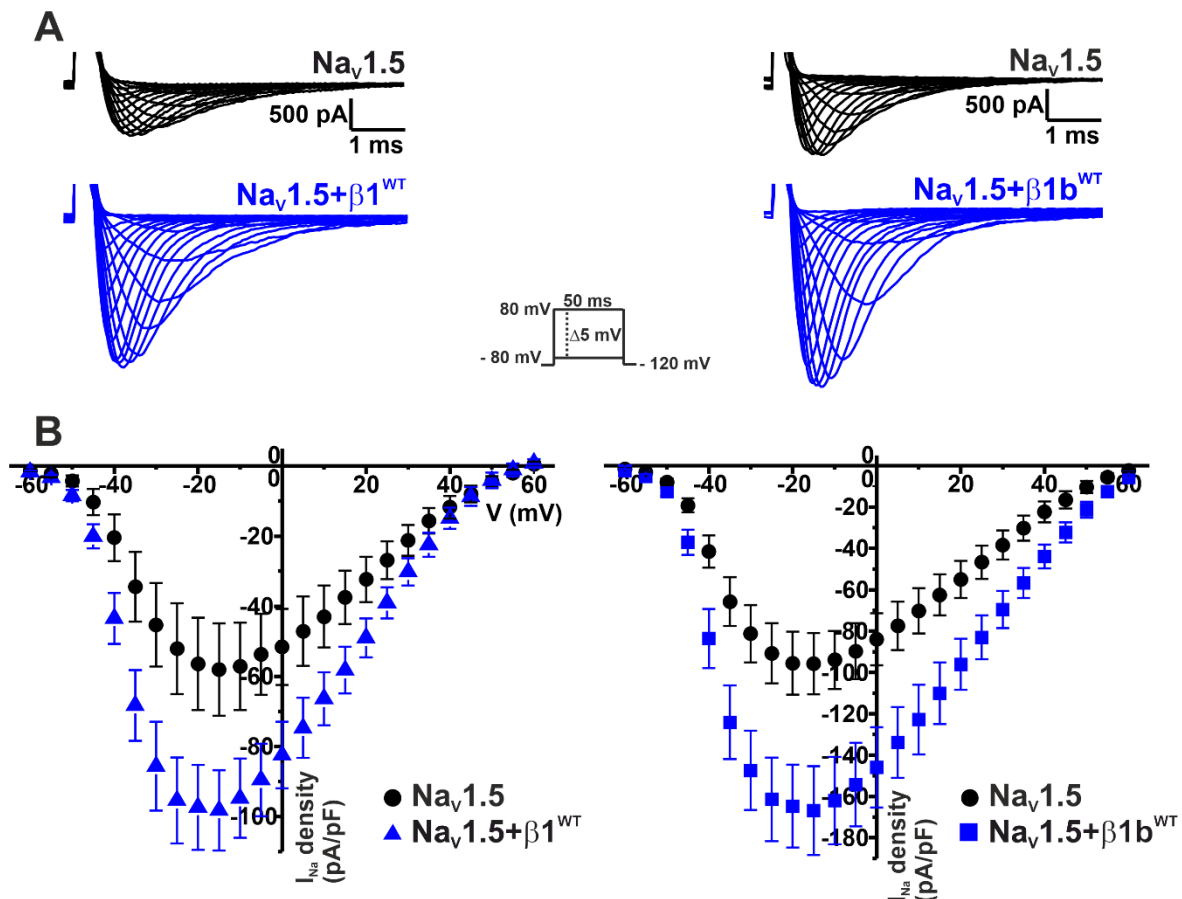 A
Nav1.5
500 pA
1 ms
Nav1.5+β1WT
Nav1.5
500 pA
1 ms
Nav1.5+β1bWT
50 ms
80 mV
Δ5 mV
- 80 mV
- 120 mV
B
0
-60 -40 -20 0 20 40 60
V (mV)
-20
-40
-60
-80
-100
INa density
(pA/pF)
Nav1.5
Nav1.5+β1WT
0
-60 -40 -20 0 20 40 60
-20
-40
-60
-80
-100
-120
-140
-160
-180
INa density
(pA/pF)
Nav1.5
Nav1.5+β1bWT